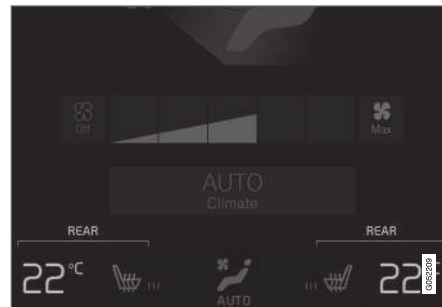 Off
Max
AUTO
Climate
REAR REAR
22°C 22°
AUTO
G052209